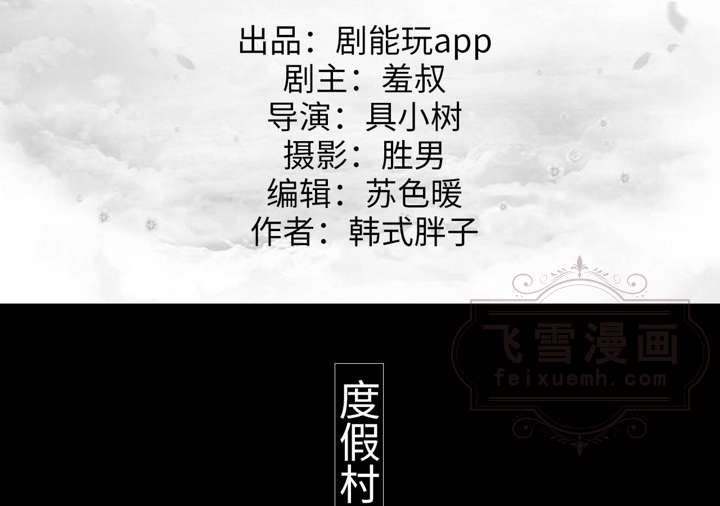 出品：剧能玩app
剧主：羞叔
导演：具小树
摄影：胜男
编辑：苏色暖
作者：韩式胖子
飞雪漫画
feixuemh.com
度假村